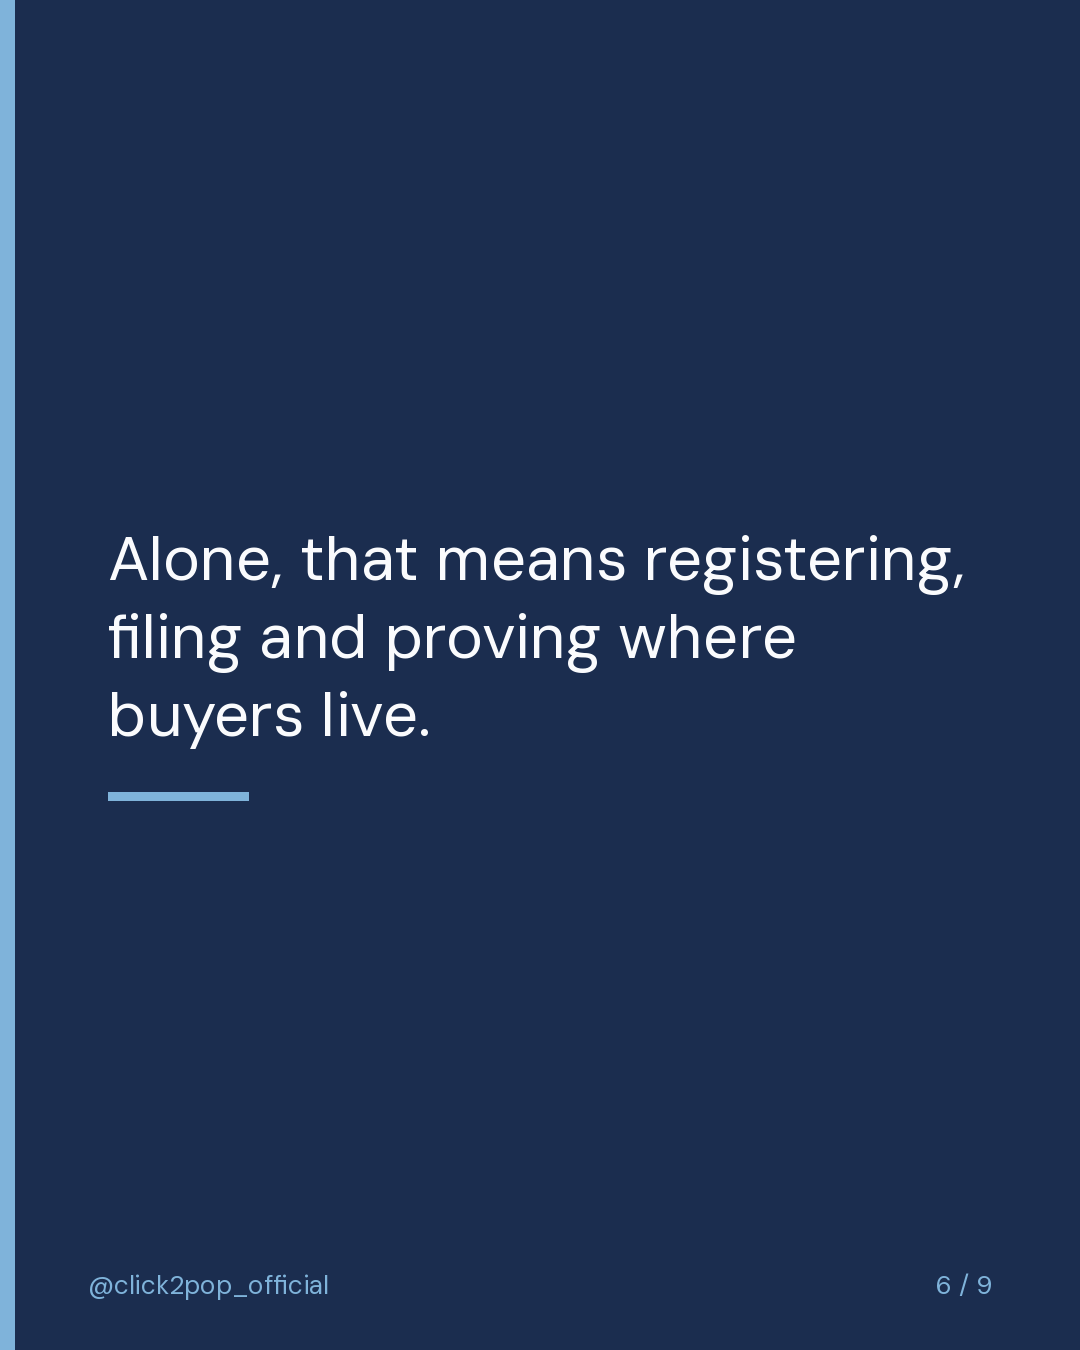 Alone, that means registering,
filing and proving where
buyers live.
@click2pop_official
6 / 9